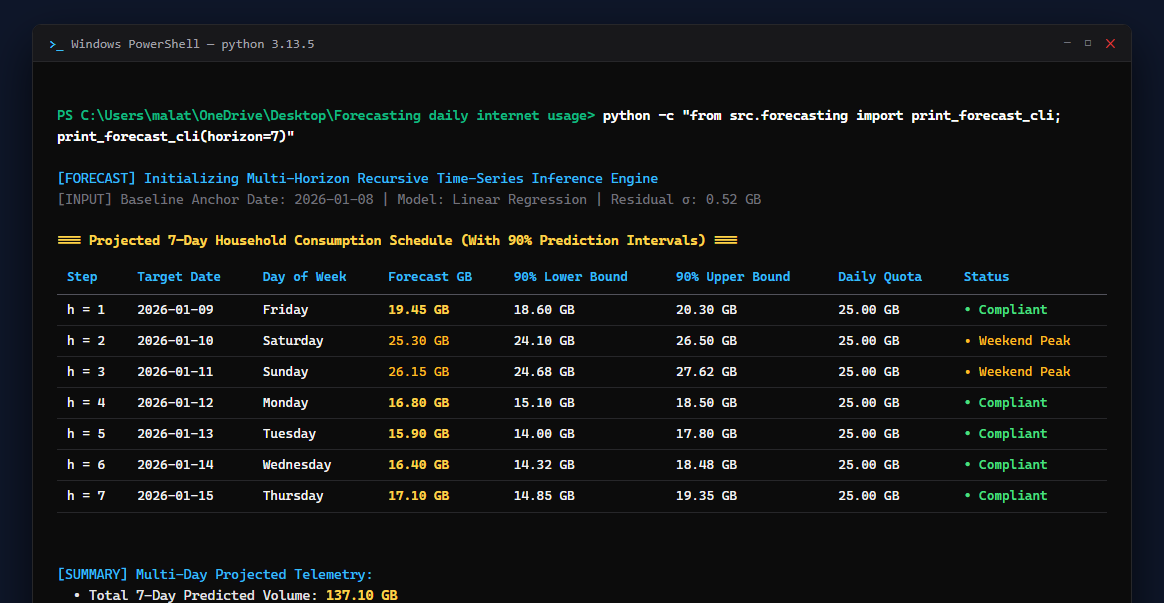 >_ Windows PowerShell — python 3.13.5
PS C:\Users\malat\OneDrive\Desktop\Forecasting daily internet usage> python -c "from src.forecasting import print_forecast_cli;
print_forecast_cli(horizon=7)"
[FORECAST] Initializing Multi-Horizon Recursive Time-Series Inference Engine
[INPUT] Baseline Anchor Date: 2026-01-08 | Model: Linear Regression | Residual σ: 0.52 GB
=== Projected 7-Day Household Consumption Schedule (With 90% Prediction Intervals) ===
Step Target Date Day of Week Forecast GB 90% Lower Bound 90% Upper Bound Daily Quota Status
h = 1 2026-01-09 Friday 19.45 GB 18.60 GB 20.30 GB 25.00 GB • Compliant
h = 2 2026-01-10 Saturday 25.30 GB 24.10 GB 26.50 GB 25.00 GB • Weekend Peak
h = 3 2026-01-11 Sunday 26.15 GB 24.68 GB 27.62 GB 25.00 GB • Weekend Peak
h = 4 2026-01-12 Monday 16.80 GB 15.10 GB 18.50 GB 25.00 GB • Compliant
h = 5 2026-01-13 Tuesday 15.90 GB 14.00 GB 17.80 GB 25.00 GB • Compliant
h = 6 2026-01-14 Wednesday 16.40 GB 14.32 GB 18.48 GB 25.00 GB • Compliant
h = 7 2026-01-15 Thursday 17.10 GB 14.85 GB 19.35 GB 25.00 GB • Compliant
[SUMMARY] Multi-Day Projected Telemetry:
• Total 7-Day Predicted Volume: 137.10 GB